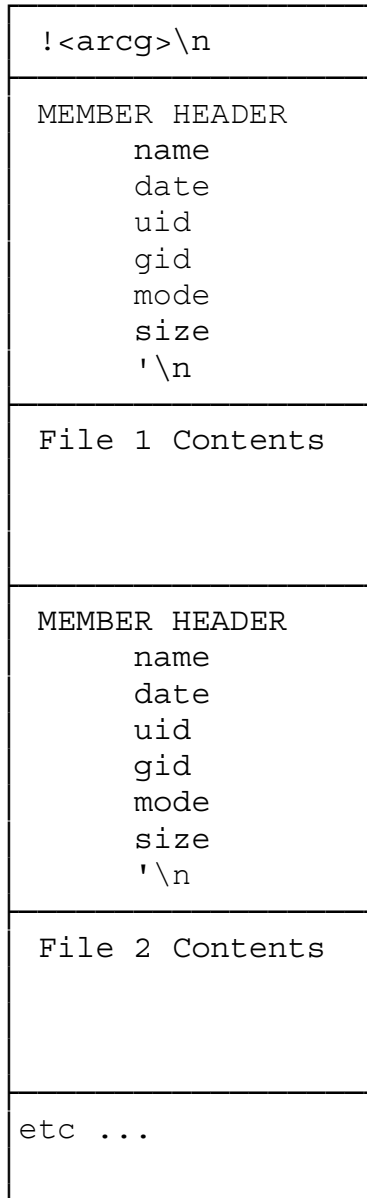 !<arcg>\n
MEMBER HEADER
name
date
uid
gid
mode
size
'\n
File 1 Contents
MEMBER HEADER
name
date
uid
gid
mode
size
'\n
File 2 Contents
etc ...